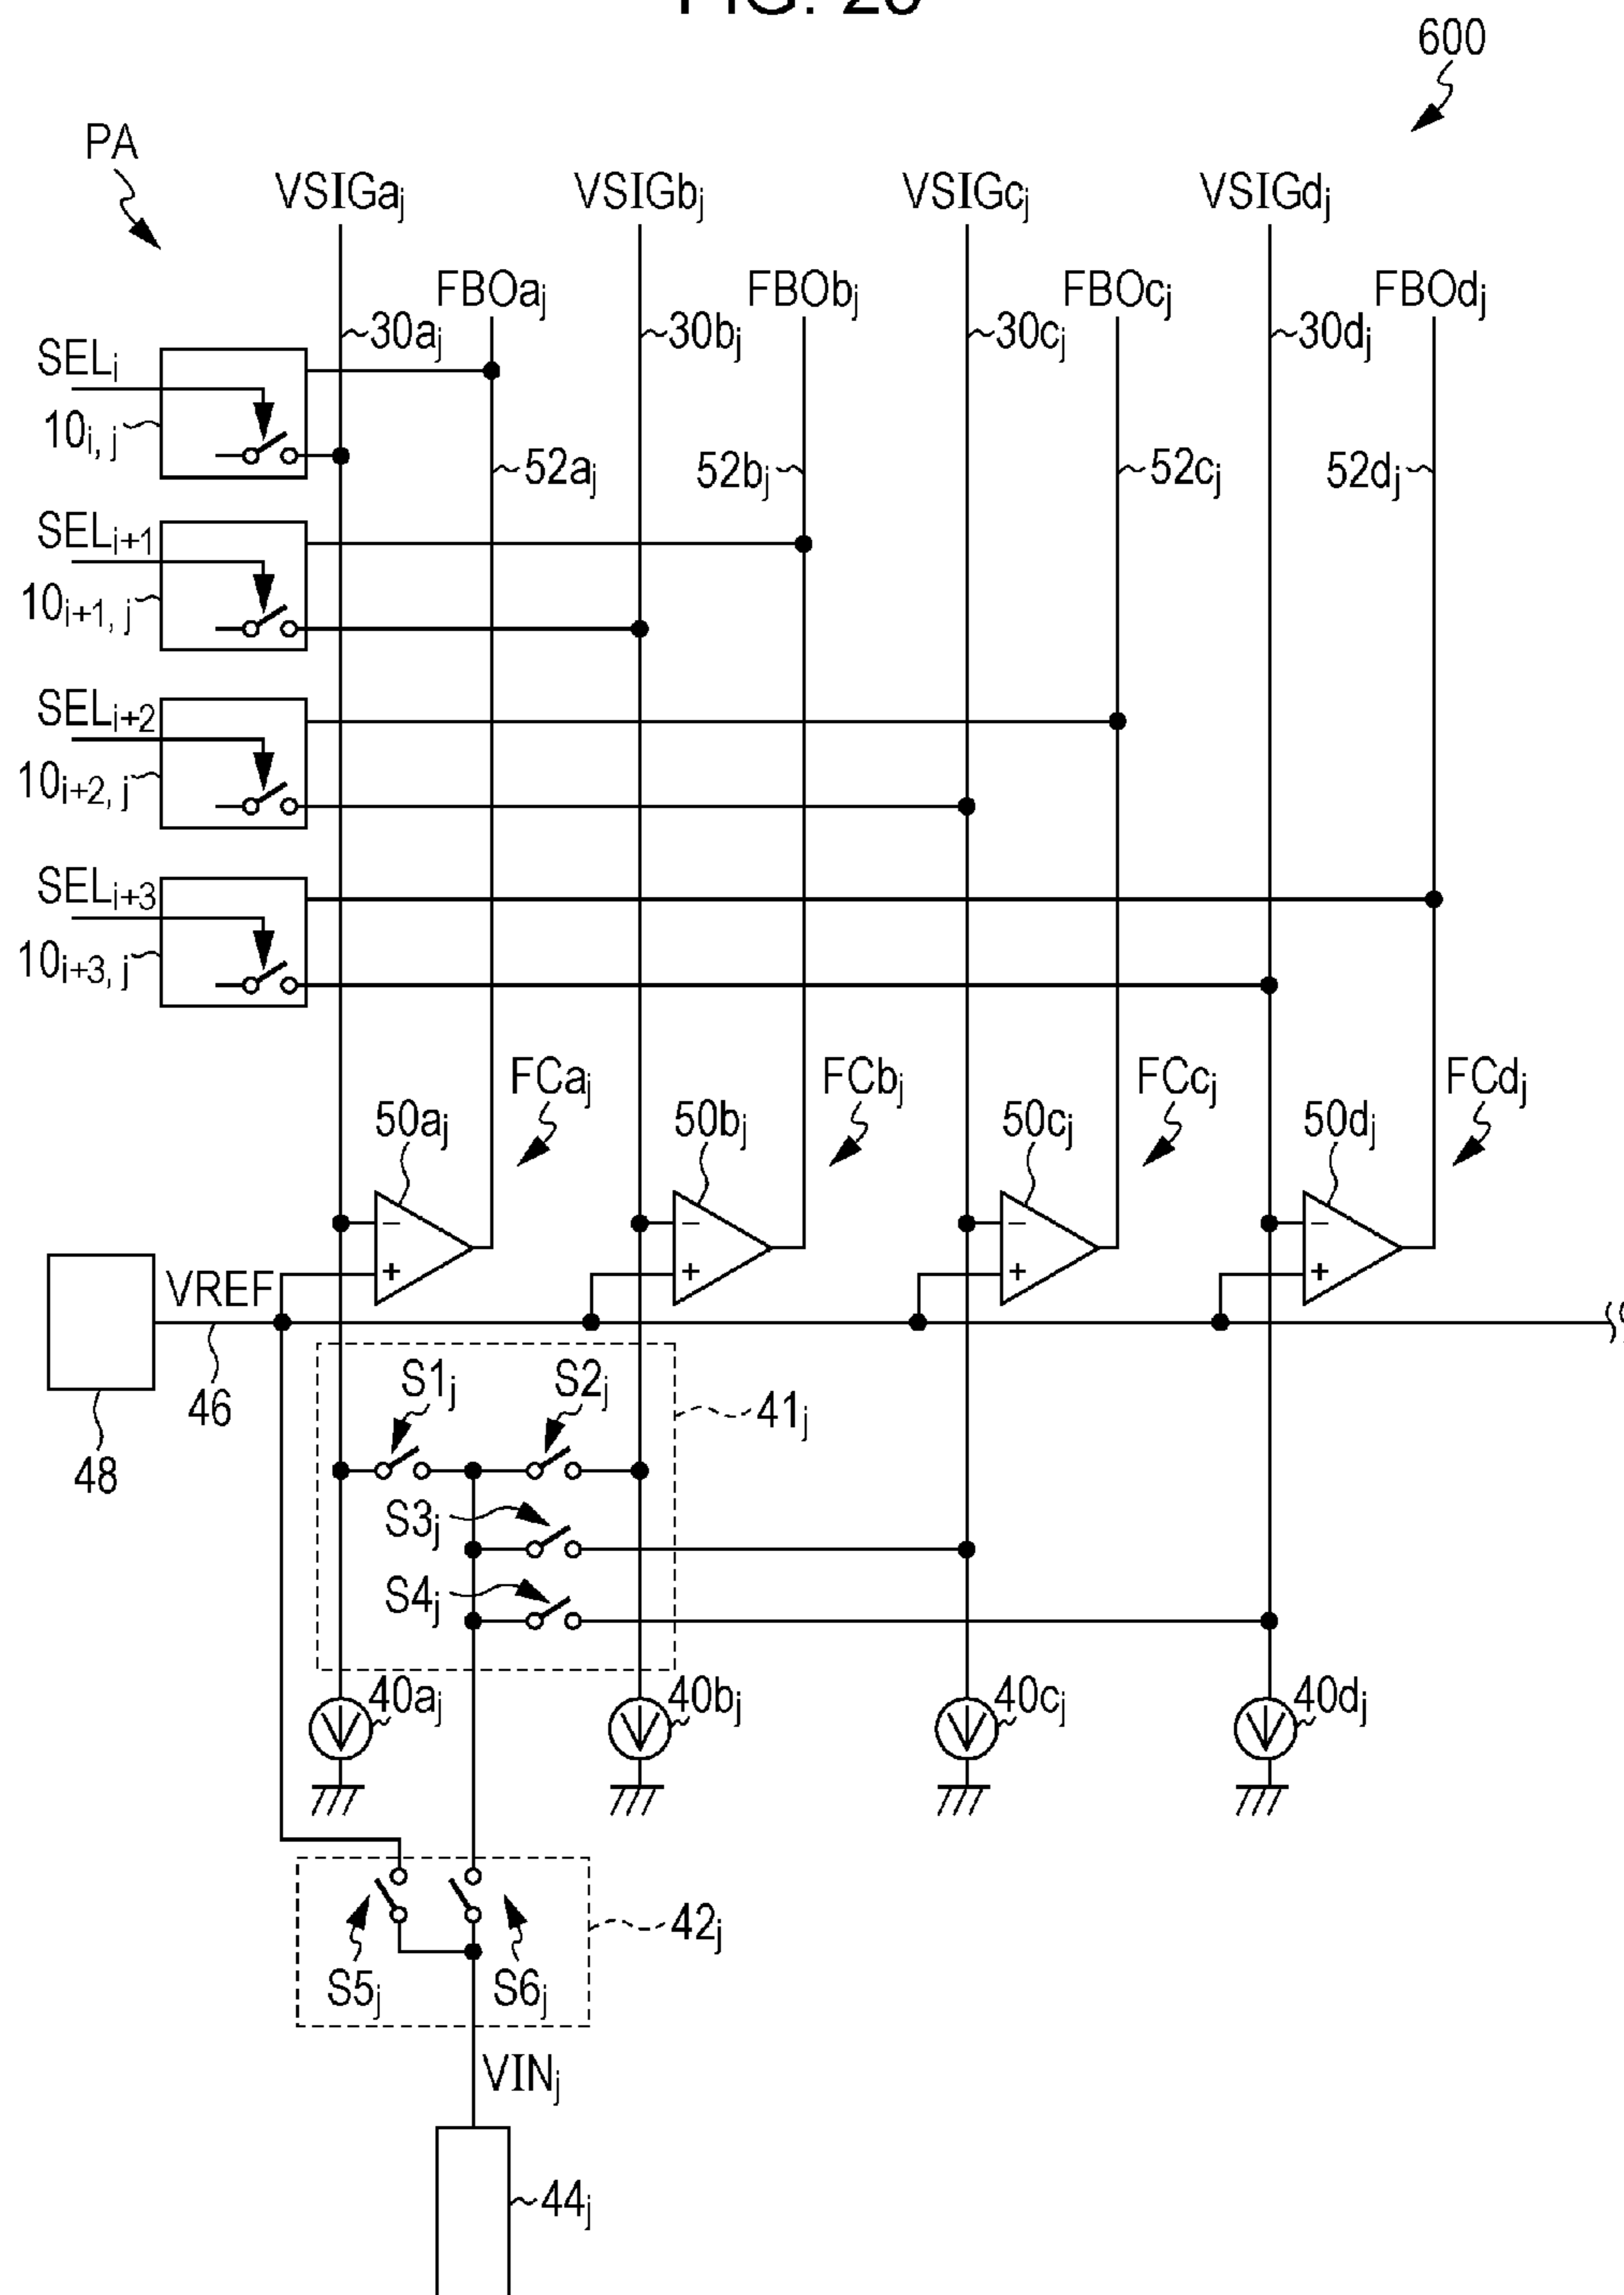 600
PA
VSIGaj VSIGbj VSIGcj VSIGdj
FBOaj FBObj FBOcj FBOdj
30aj 30bj 30cj 30dj
SELi
10i, j
52aj 52bj 52cj 52dj
SELi+1
10i+1, j
SELi+2
10i+2, j
SELi+3
10i+3, j
FCaj FCbj FCcj FCdj
50aj 50bj 50cj 50dj
− − − −
+ + + +
VREF
46
48
S1j S2j
41j
S3j
S4j
40aj 40bj 40cj 40dj
42j
S5j S6j
VINj
44j